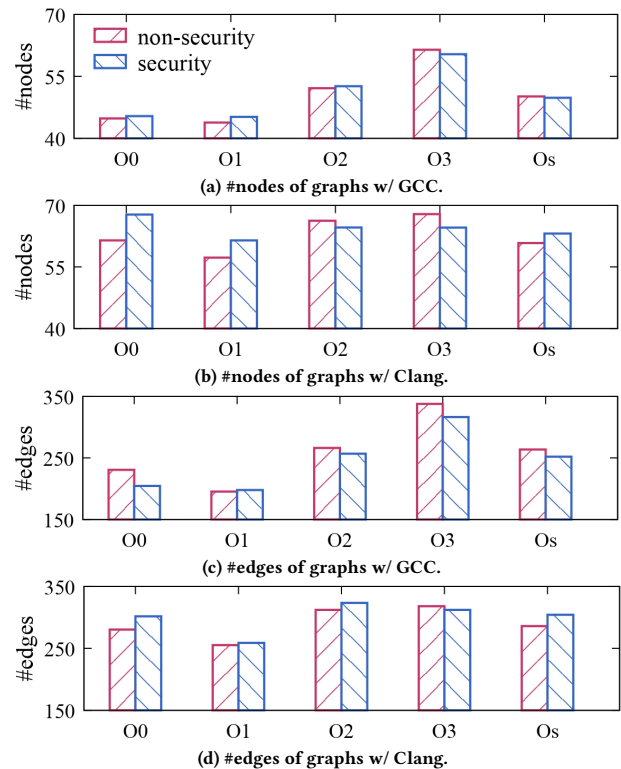 70
non-security
security
55
#nodes
40
O0 O1 O2 O3 Os
(a) #nodes of graphs w/ GCC.
70
55
#nodes
40
O0 O1 O2 O3 Os
(b) #nodes of graphs w/ Clang.
350
250
#edges
150
O0 O1 O2 O3 Os
(c) #edges of graphs w/ GCC.
350
250
#edges
150
O0 O1 O2 O3 Os
(d) #edges of graphs w/ Clang.